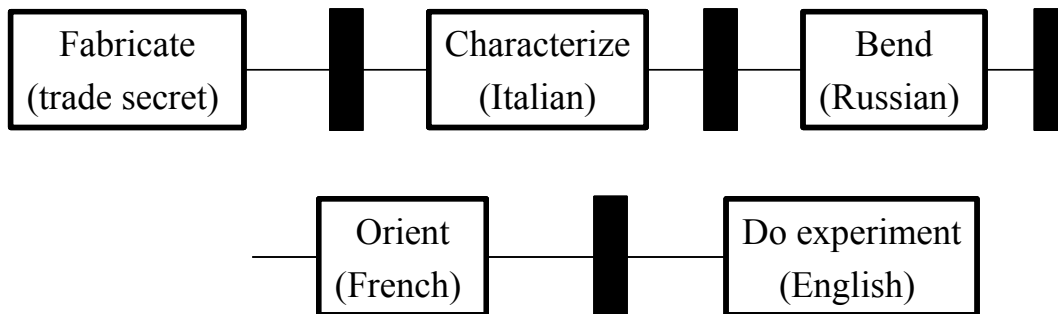 Fabricate
(trade secret)
Characterize
(Italian)
Bend
(Russian)
Orient
(French)
Do experiment
(English)